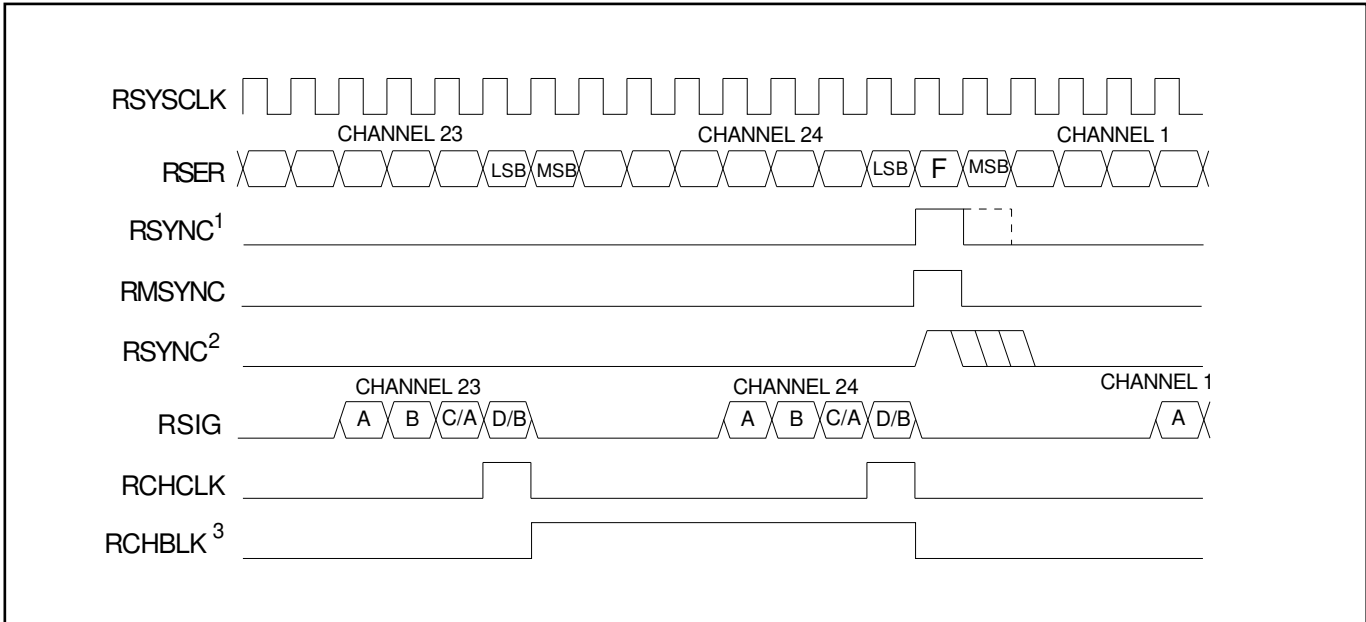 RSYSCLK
CHANNEL 23 CHANNEL 24 CHANNEL 1
RSER LSB MSB LSB F MSB
RSYNC1
RMSYNC
RSYNC2
CHANNEL 23 CHANNEL 24 CHANNEL 1
RSIG A B C/A D/B A B C/A D/B A
RCHCLK
RCHBLK 3